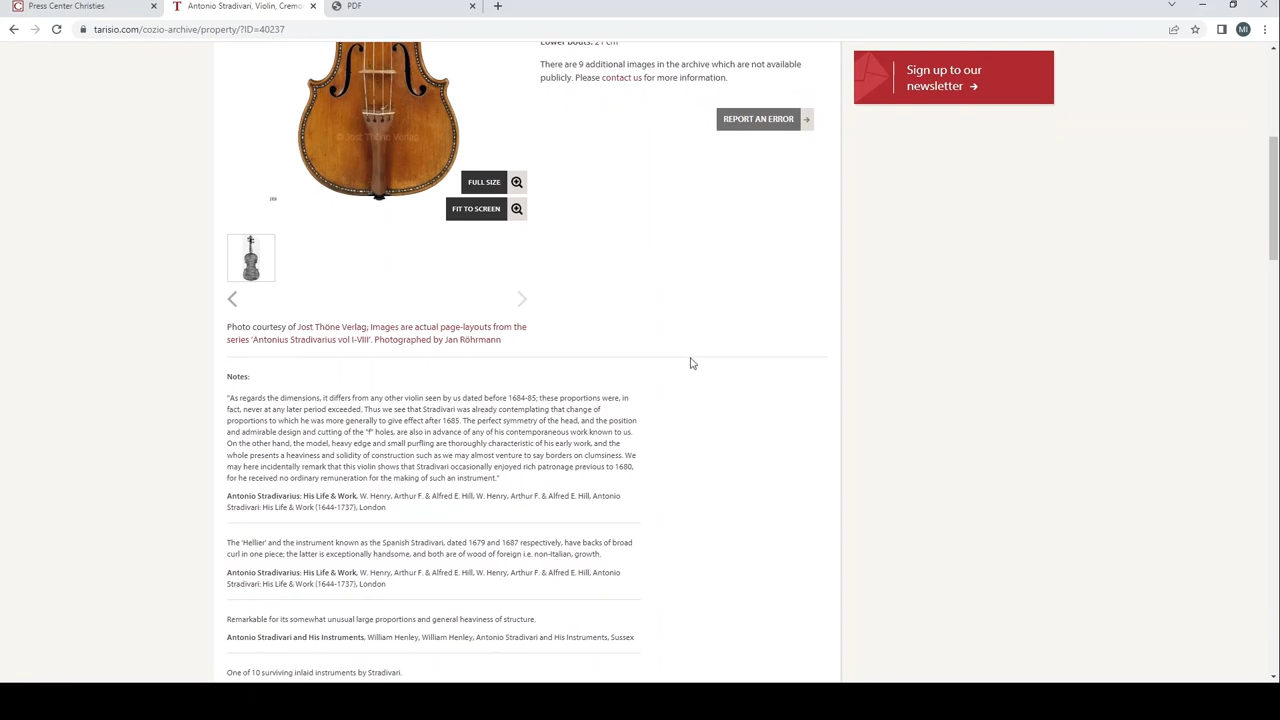 Press Center Christies
Antonio Stradivari, Violin, Cremo
PDF
tarisio.com/cozio-archive/property/?ID=40237
MI
Lower bouts: 21 cm
There are 9 additional images in the archive which are not available
publicly. Please contact us for more information.
REPORT AN ERROR
Sign up to our
newsletter
© Jost Thöne Verlag
FULL SIZE
FIT TO SCREEN
Photo courtesy of Jost Thöne Verlag; Images are actual page-layouts from the
series 'Antonius Stradivarius vol I-VIII'. Photographed by Jan Röhrmann
Notes:
"As regards the dimensions, it differs from any other violin seen by us dated before 1684-85; these proportions were, in
fact, never at any later period exceeded. Thus we see that Stradivari was already contemplating that change of
proportions to which he was more generally to give effect after 1685. The perfect symmetry of the head, and the position
and admirable design and cutting of the "f" holes, are also in advance of any of his contemporaneous work known to us.
On the other hand, the model, heavy edge and small purfling are thoroughly characteristic of his early work, and the
whole presents a heaviness and solidity of construction such as we may almost venture to say borders on clumsiness. We
may here incidentally remark that this violin shows that Stradivari occasionally enjoyed rich patronage previous to 1680,
for he received no ordinary remuneration for the making of such an instrument."
Antonio Stradivarius: His Life & Work, W. Henry, Arthur F. & Alfred E. Hill, W. Henry, Arthur F. & Alfred E. Hill, Antonio
Stradivari: His Life & Work (1644-1737), London
The 'Hellier' and the instrument known as the Spanish Stradivari, dated 1679 and 1687 respectively, have backs of broad
curl in one piece; the latter is exceptionally handsome, and both are of wood of foreign i.e. non-Italian, growth.
Antonio Stradivarius: His Life & Work, W. Henry, Arthur F. & Alfred E. Hill, W. Henry, Arthur F. & Alfred E. Hill, Antonio
Stradivari: His Life & Work (1644-1737), London
Remarkable for its somewhat unusual large proportions and general heaviness of structure.
Antonio Stradivari and His Instruments, William Henley, William Henley, Antonio Stradivari and His Instruments, Sussex
One of 10 surviving inlaid instruments by Stradivari.